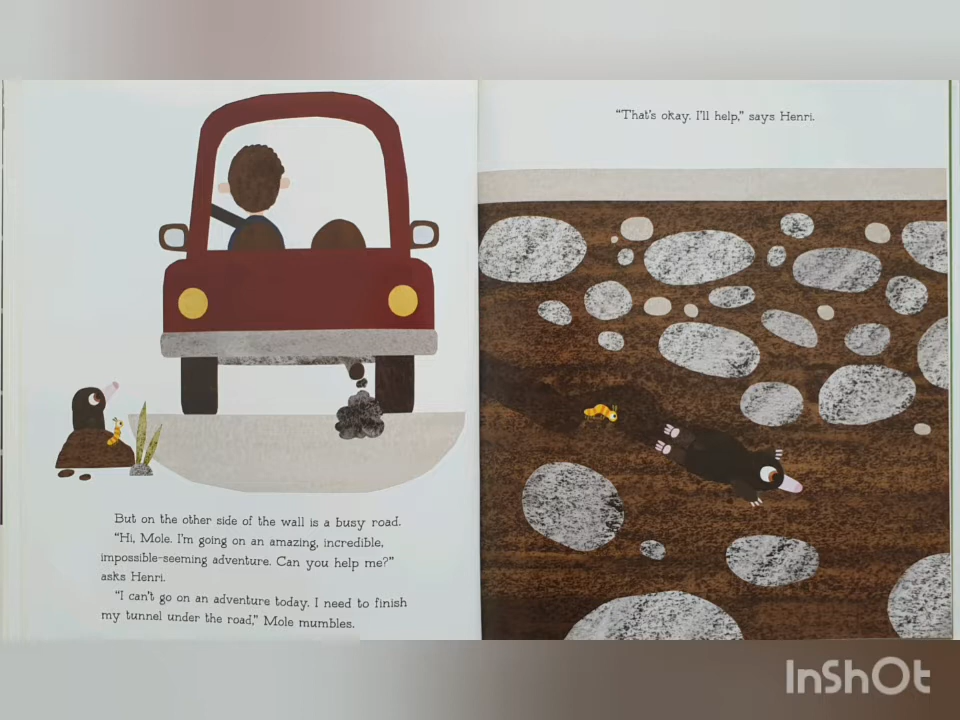 But on the other side of the wall is a busy road.
"Hi, Mole. I'm going on an amazing, incredible,
impossible-seeming adventure. Can you help me?"
asks Henri.
"I can't go on an adventure today. I need to finish
my tunnel under the road," Mole mumbles.
"That's okay. I'll help," says Henri.
InShOt